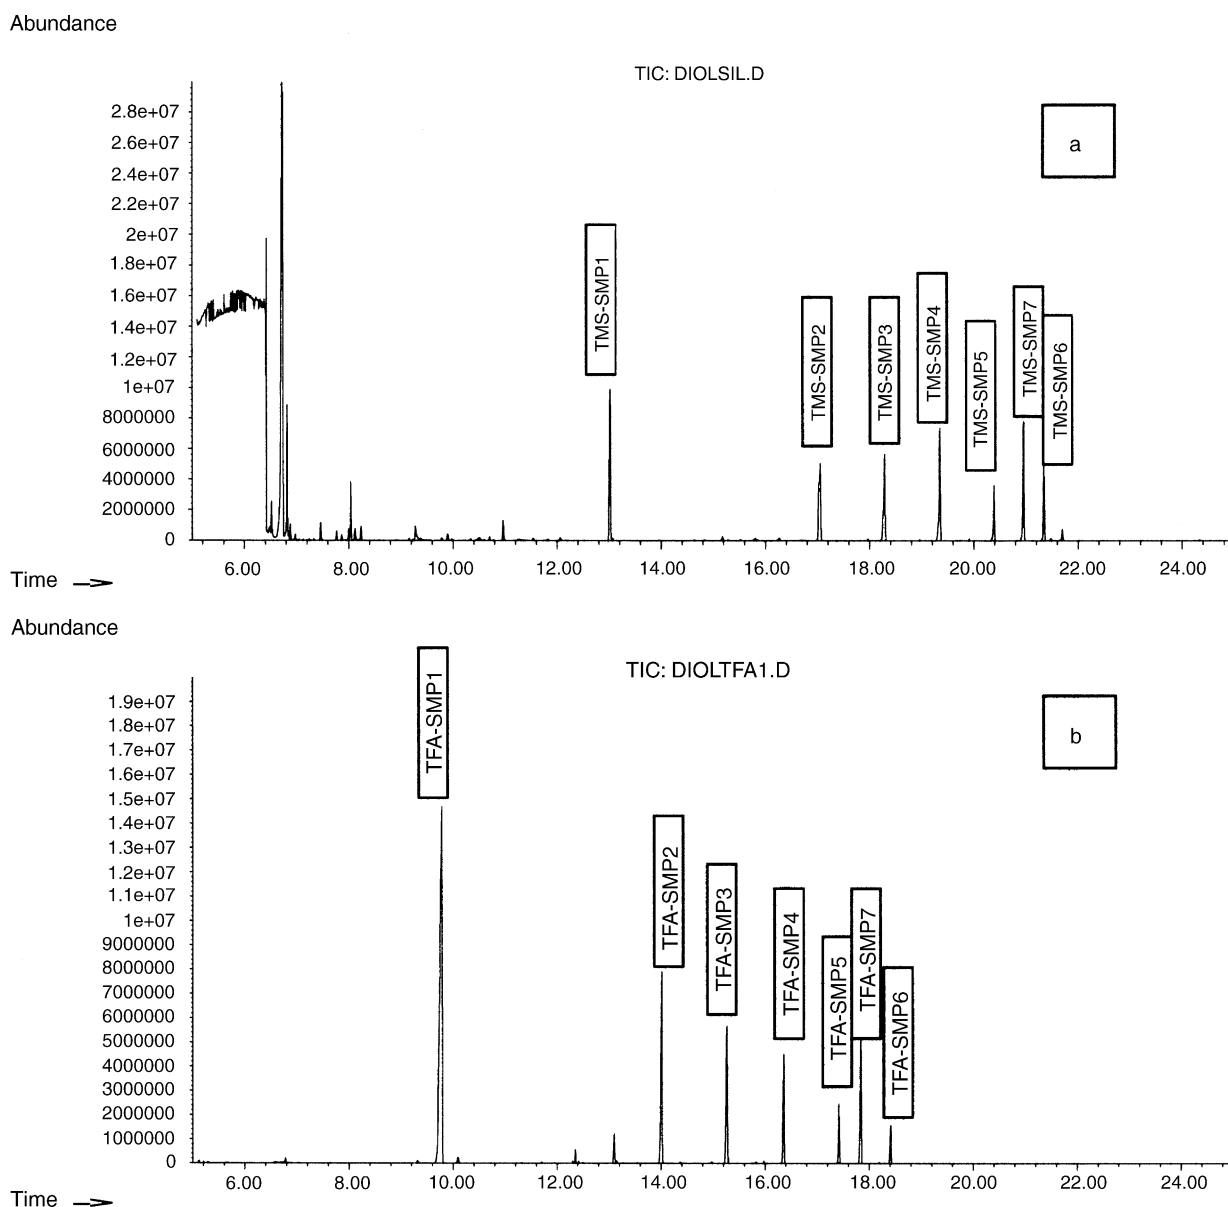 Abundance
TIC: DIOLSIL.D
a
2.8e+07
2.6e+07
2.4e+07
2.2e+07
2e+07
1.8e+07
1.6e+07
1.4e+07
1.2e+07
1e+07
8000000
6000000
4000000
2000000
0
TMS-SMP1
TMS-SMP2
TMS-SMP3
TMS-SMP4
TMS-SMP5
TMS-SMP7
TMS-SMP6
6.00 8.00 10.00 12.00 14.00 16.00 18.00 20.00 22.00 24.00
Time
Abundance
TIC: DIOLTFA1.D
b
1.9e+07
1.8e+07
1.7e+07
1.6e+07
1.5e+07
1.4e+07
1.3e+07
1.2e+07
1.1e+07
1e+07
9000000
8000000
7000000
6000000
5000000
4000000
3000000
2000000
1000000
0
TFA-SMP1
TFA-SMP2
TFA-SMP3
TFA-SMP4
TFA-SMP5
TFA-SMP7
TFA-SMP6
6.00 8.00 10.00 12.00 14.00 16.00 18.00 20.00 22.00 24.00
Time